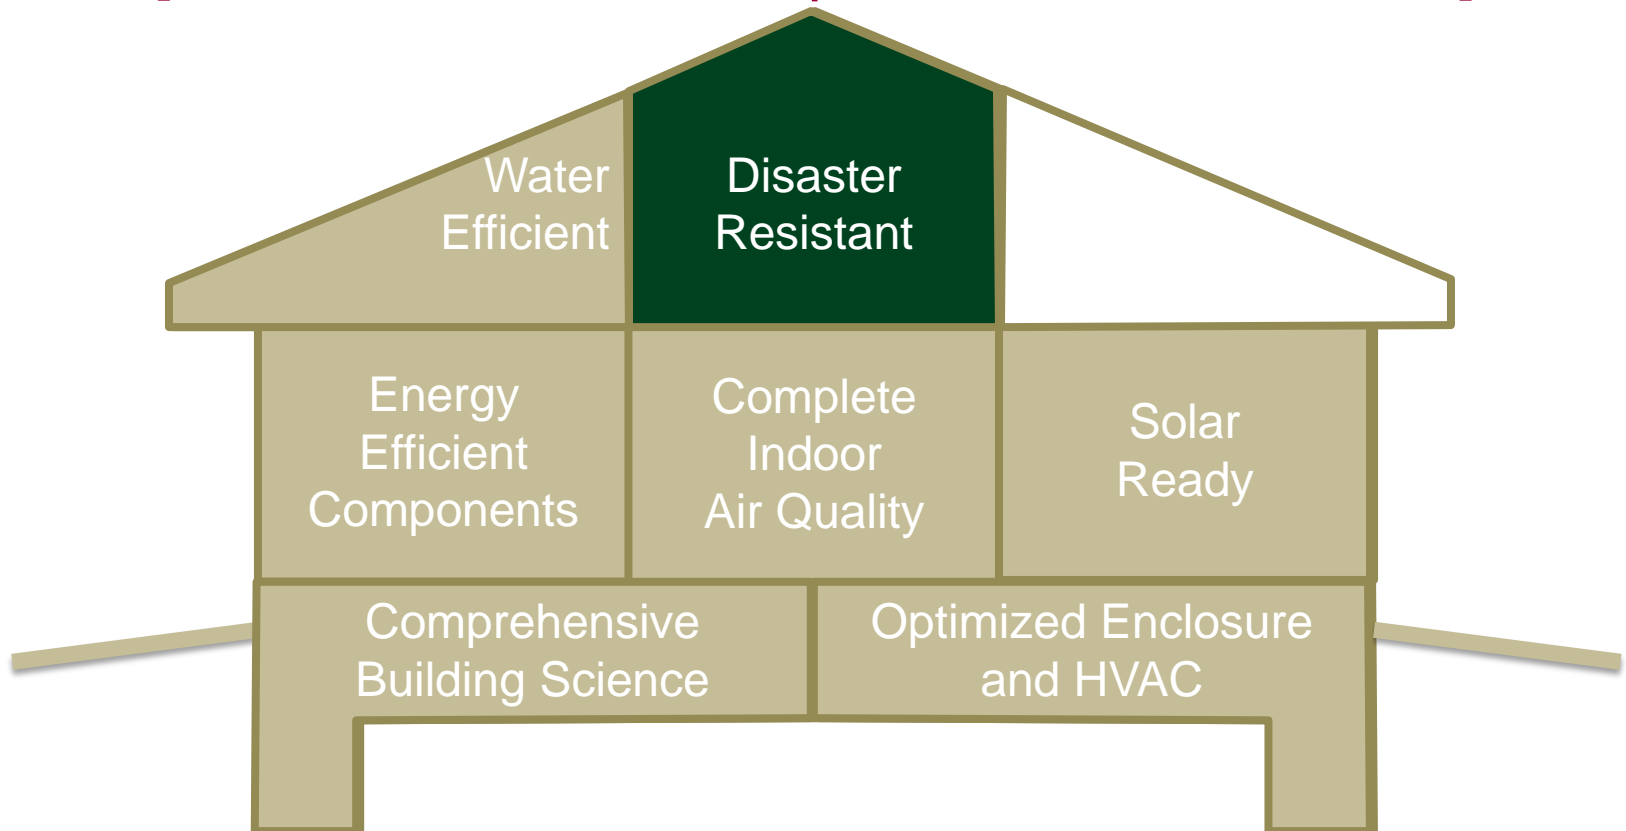 Water
Efficient
Disaster
Resistant
Energy
Efficient
Components
Complete
Indoor
Air Quality
Solar
Ready
Comprehensive
Building Science
Optimized Enclosure
and HVAC